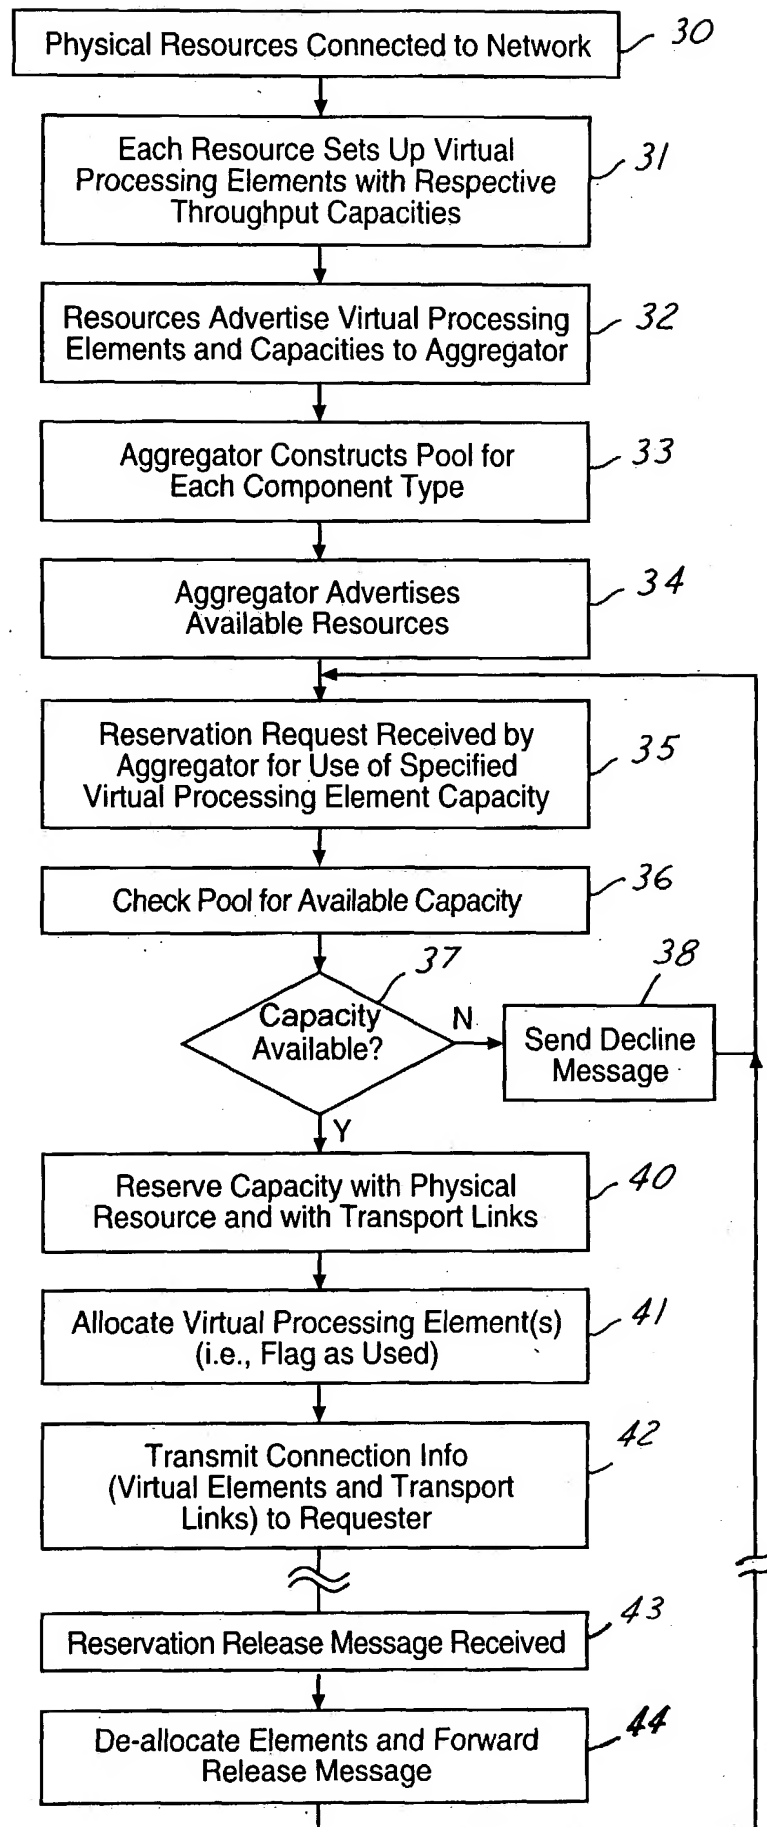 Physical Resources Connected to Network
30
Each Resource Sets Up Virtual
Processing Elements with Respective
Throughput Capacities
31
Resources Advertise Virtual Processing
Elements and Capacities to Aggregator
32
Aggregator Constructs Pool for
Each Component Type
33
Aggregator Advertises
Available Resources
34
Reservation Request Received by
Aggregator for Use of Specified
Virtual Processing Element Capacity
35
Check Pool for Available Capacity
36
Capacity
Available?
37
N
Send Decline
Message
38
Y
Reserve Capacity with Physical
Resource and with Transport Links
40
Allocate Virtual Processing Element(s)
(i.e., Flag as Used)
41
Transmit Connection Info
(Virtual Elements and Transport
Links) to Requester
42
Reservation Release Message Received
43
De-allocate Elements and Forward
Release Message
44